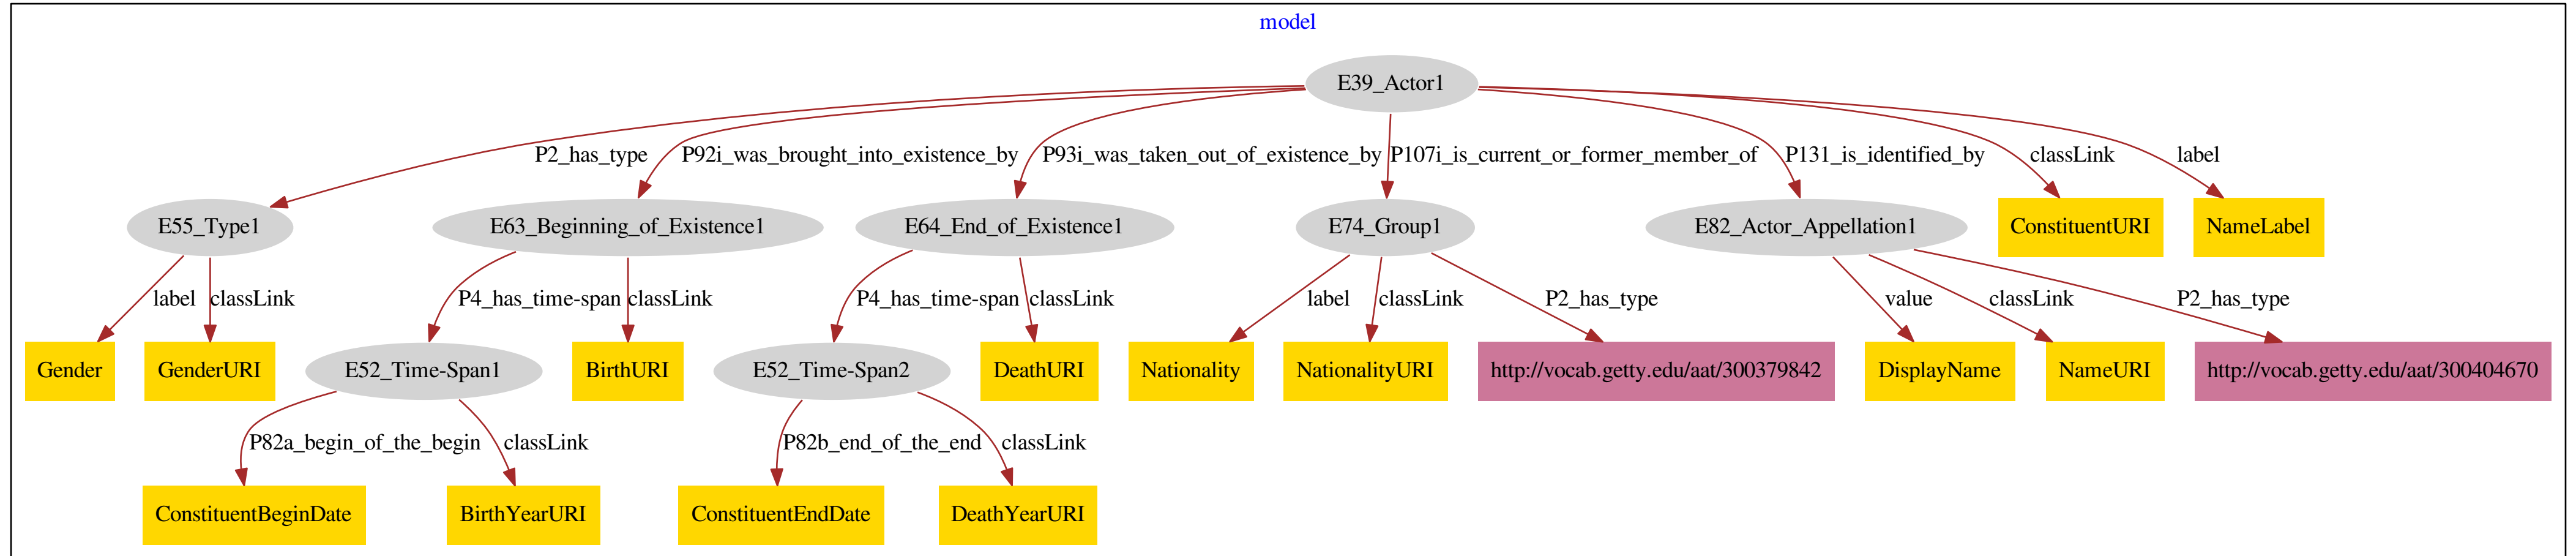 model
E39_Actor1
P2_has_type P92i_was_brought_into_existence_by P93i_was_taken_out_of_existence_by P107i_is_current_or_former_member_of P131_is_identified_by classLink label
E55_Type1 E63_Beginning_of_Existence1 E64_End_of_Existence1 E74_Group1 E82_Actor_Appellation1 ConstituentURI NameLabel
label classLink P4_has_time-span classLink P4_has_time-span classLink label classLink P2_has_type value classLink P2_has_type
Gender GenderURI E52_Time-Span1 BirthURI E52_Time-Span2 DeathURI Nationality NationalityURI http://vocab.getty.edu/aat/300379842 DisplayName NameURI http://vocab.getty.edu/aat/300404670
P82a_begin_of_the_begin classLink P82b_end_of_the_end classLink
ConstituentBeginDate BirthYearURI ConstituentEndDate DeathYearURI